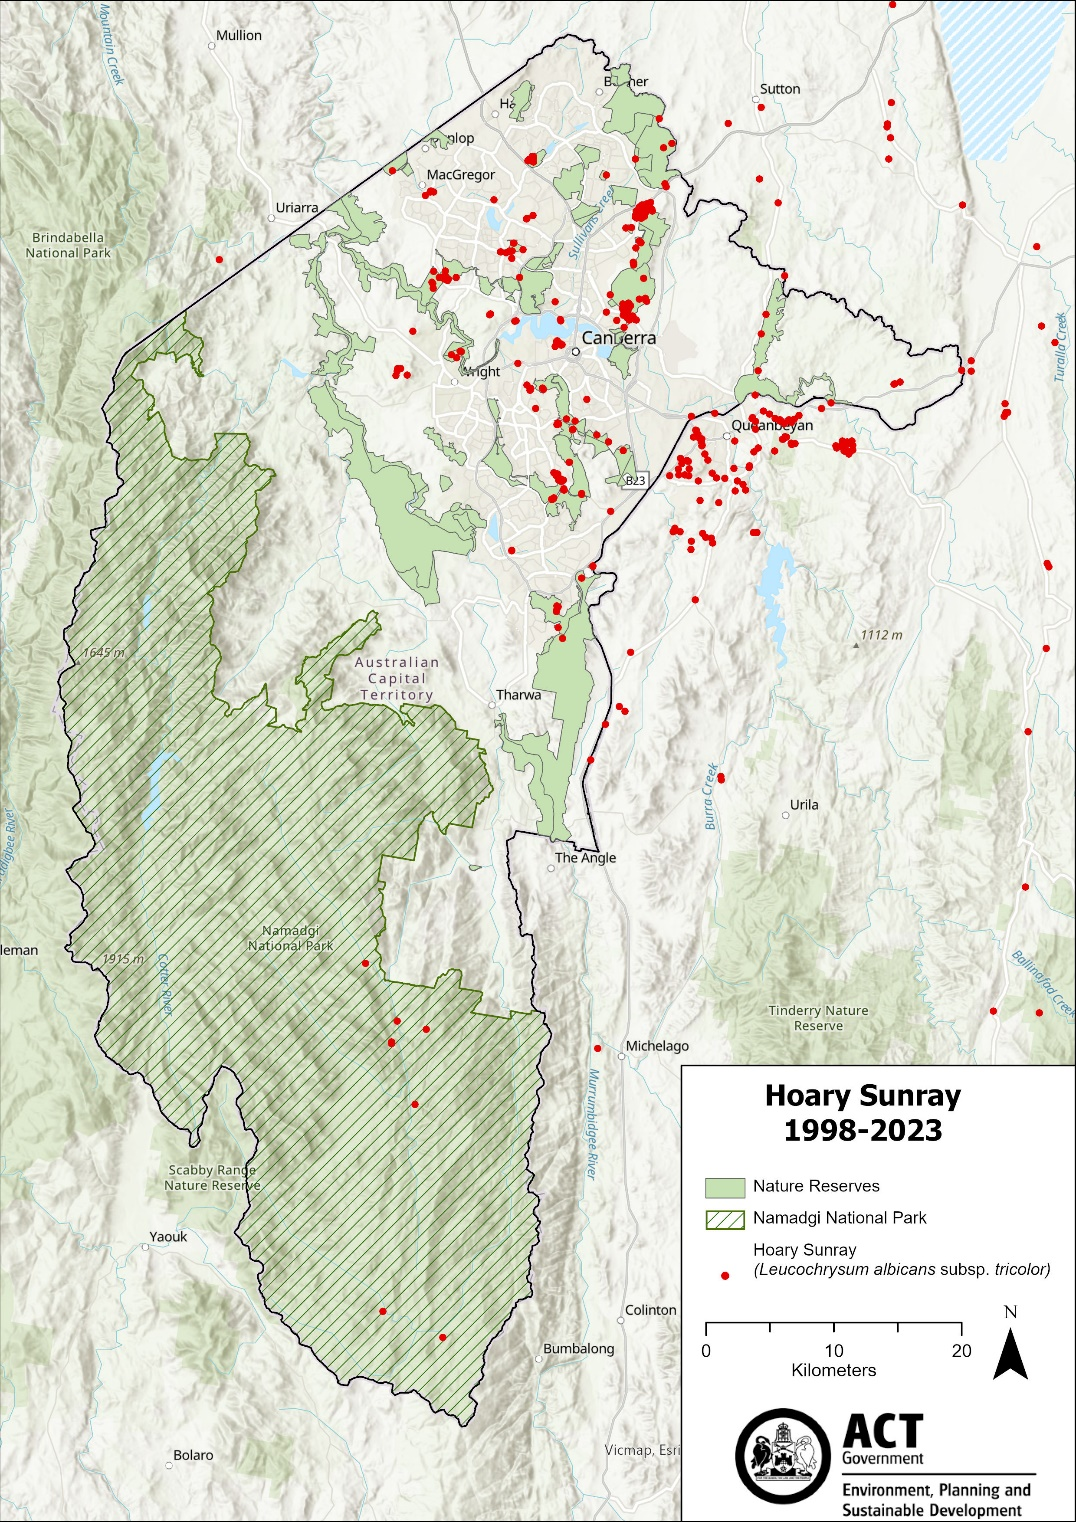 Mountain Creek
Mullion
Sutton
MacGregor
Uriarra
Brindabella
National Park
Sullivans Creek
Turalla Creek
Canberra
Wright
Queanbeyan
B23
1112 m
1645 m
Australian
Capital
Territory
Tharwa
Burra Creek
Urila
The Angle
Namadgi
National Park
leman
1915 m
Cotter River
Ballinafad Creek
Tinderry Nature
Reserve
Michelago
Murrumbidgee River
Scabby Range
Nature Reserve
Yaouk
Colinton
Bumbalong
Bolaro
Vicmap, Esri
Hoary Sunray
1998-2023
Nature Reserves
Namadgi National Park
Hoary Sunray
(Leucochrysum albicans subsp. tricolor)
N
0 10 20
Kilometers
ACT
Government
Environment, Planning and
Sustainable Development